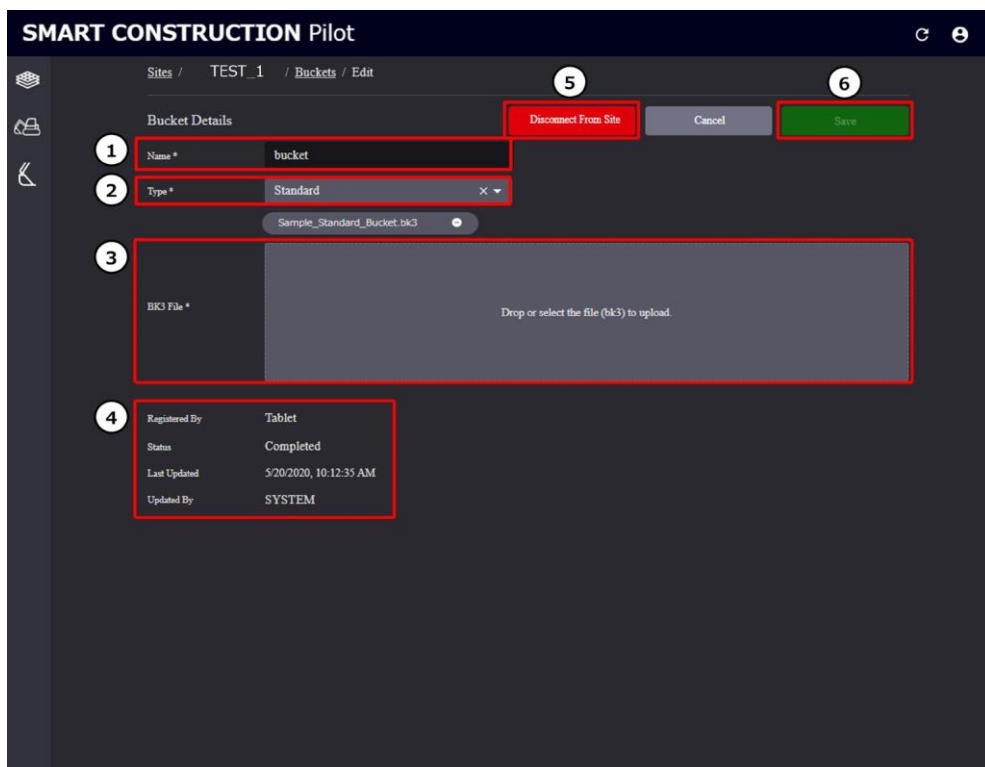 SMART CONSTRUCTION Pilot
Sites / TEST_1 / Buckets / Edit
5
6
Bucket Details
Disconnect From Site
Cancel
Save
1
Name *
bucket
2
Type *
Standard
Sample_Standard_Bucket.bk3
3
BK3 File *
Drop or select the file (bk3) to upload.
4
Registered By
Tablet
Status
Completed
Last Updated
5/20/2020, 10:12:35 AM
Updated By
SYSTEM